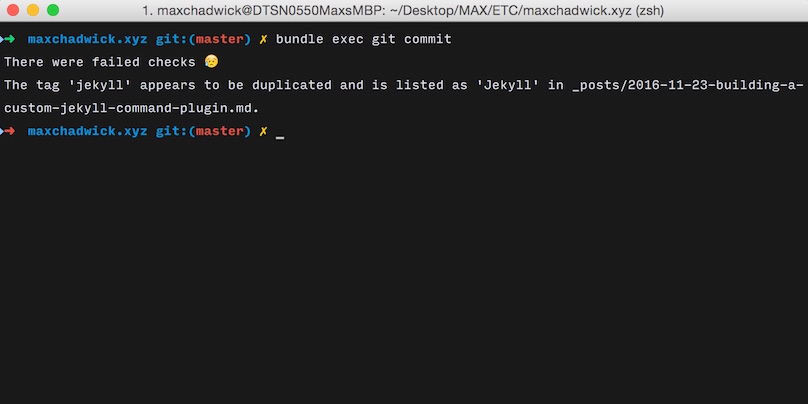 1. maxchadwick@DTSN0550MaxsMBP: ~/Desktop/MAX/ETC/maxchadwick.xyz (zsh)
➜ maxchadwick.xyz git:(master) ✗ bundle exec git commit
There were failed checks 😥
The tag 'jekyll' appears to be duplicated and is listed as 'Jekyll' in _posts/2016-11-23-building-a-
custom-jekyll-command-plugin.md.
➜ maxchadwick.xyz git:(master) ✗ _